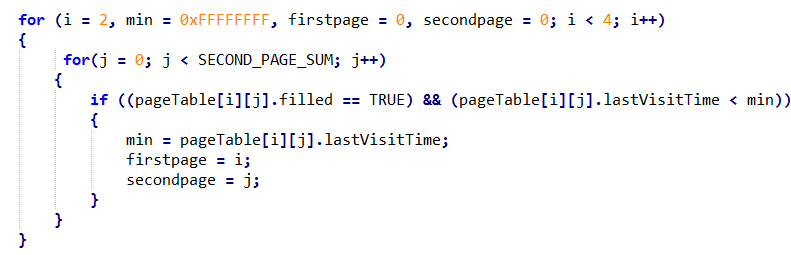 for (i = 2, min = 0xFFFFFFFF, firstpage = 0, secondpage = 0; i < 4; i++)
{
    for(j = 0; j < SECOND_PAGE_SUM; j++)
    {
        if ((pageTable[i][j].filled == TRUE) && (pageTable[i][j].lastVisitTime < min))
        {
            min = pageTable[i][j].lastVisitTime;
            firstpage = i;
            secondpage = j;
        }
    }
}